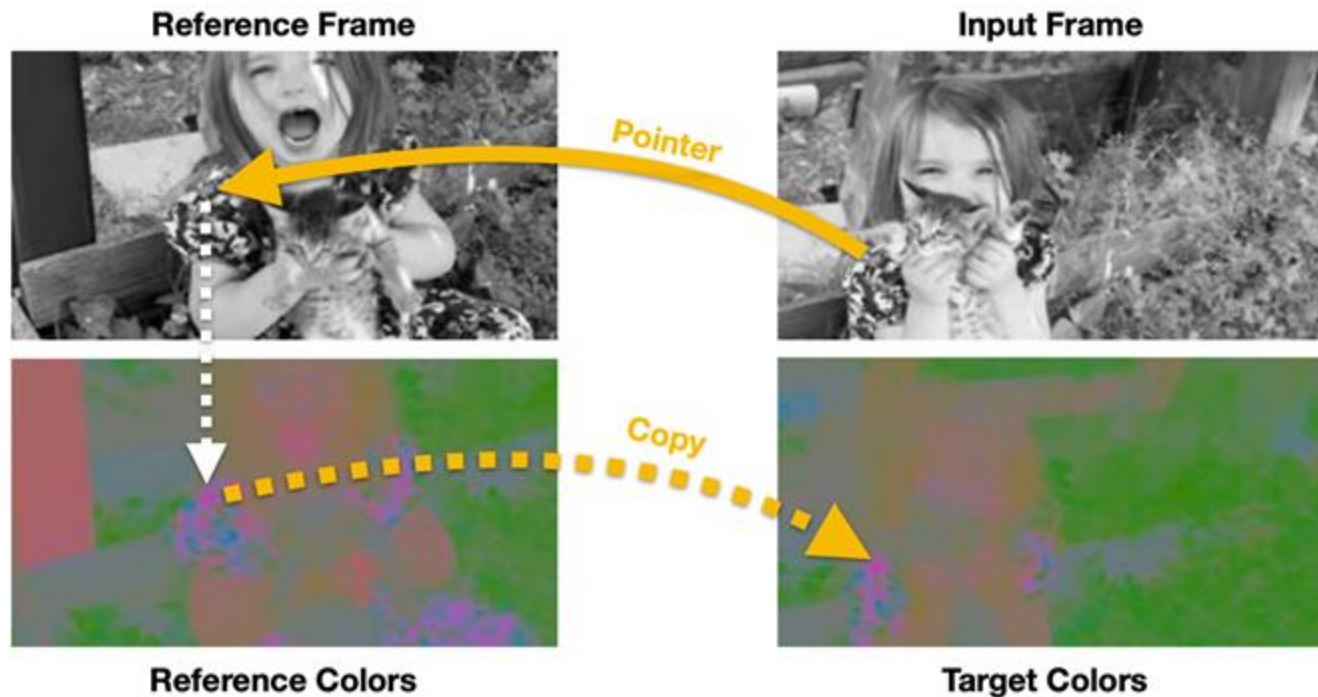 Reference Frame
Input Frame
Pointer
Copy
Reference Colors
Target Colors